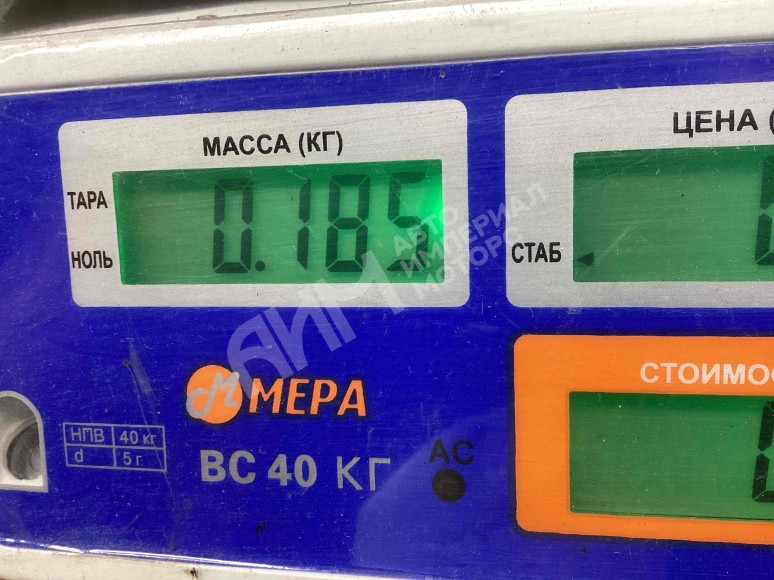 МАССА (КГ)
ТАРА
НОЛЬ
0.185
ЦЕНА (
СТАБ
АИМ
АВТО
ИМПЕРИАЛ
МОТОРС
М МЕРА
НПВ 40 кг
d 5 г
ВС 40 КГ
АС
СТОИМОС